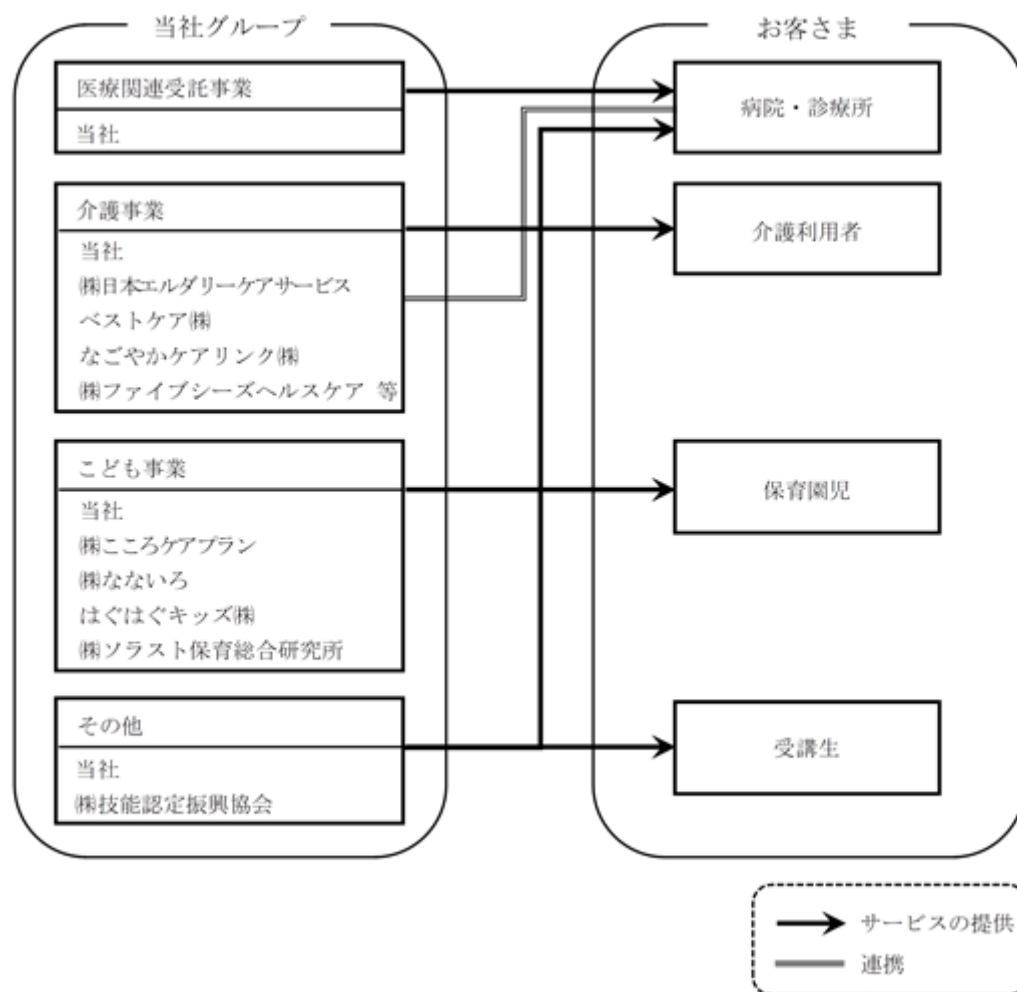 当社グループ
医療関連受託事業
当社
介護事業
当社
㈱日本エルダリーケアサービス
ベストケア㈱
なごやかケアリンク㈱
㈱ファイブシーズヘルスケア 等
こども事業
当社
㈱こころケアプラン
㈱なないろ
はぐはぐキッズ㈱
㈱ソラスト保育総合研究所
その他
当社
㈱技能認定振興協会
お客さま
病院・診療所
介護利用者
保育園児
受講生
サービスの提供
連携